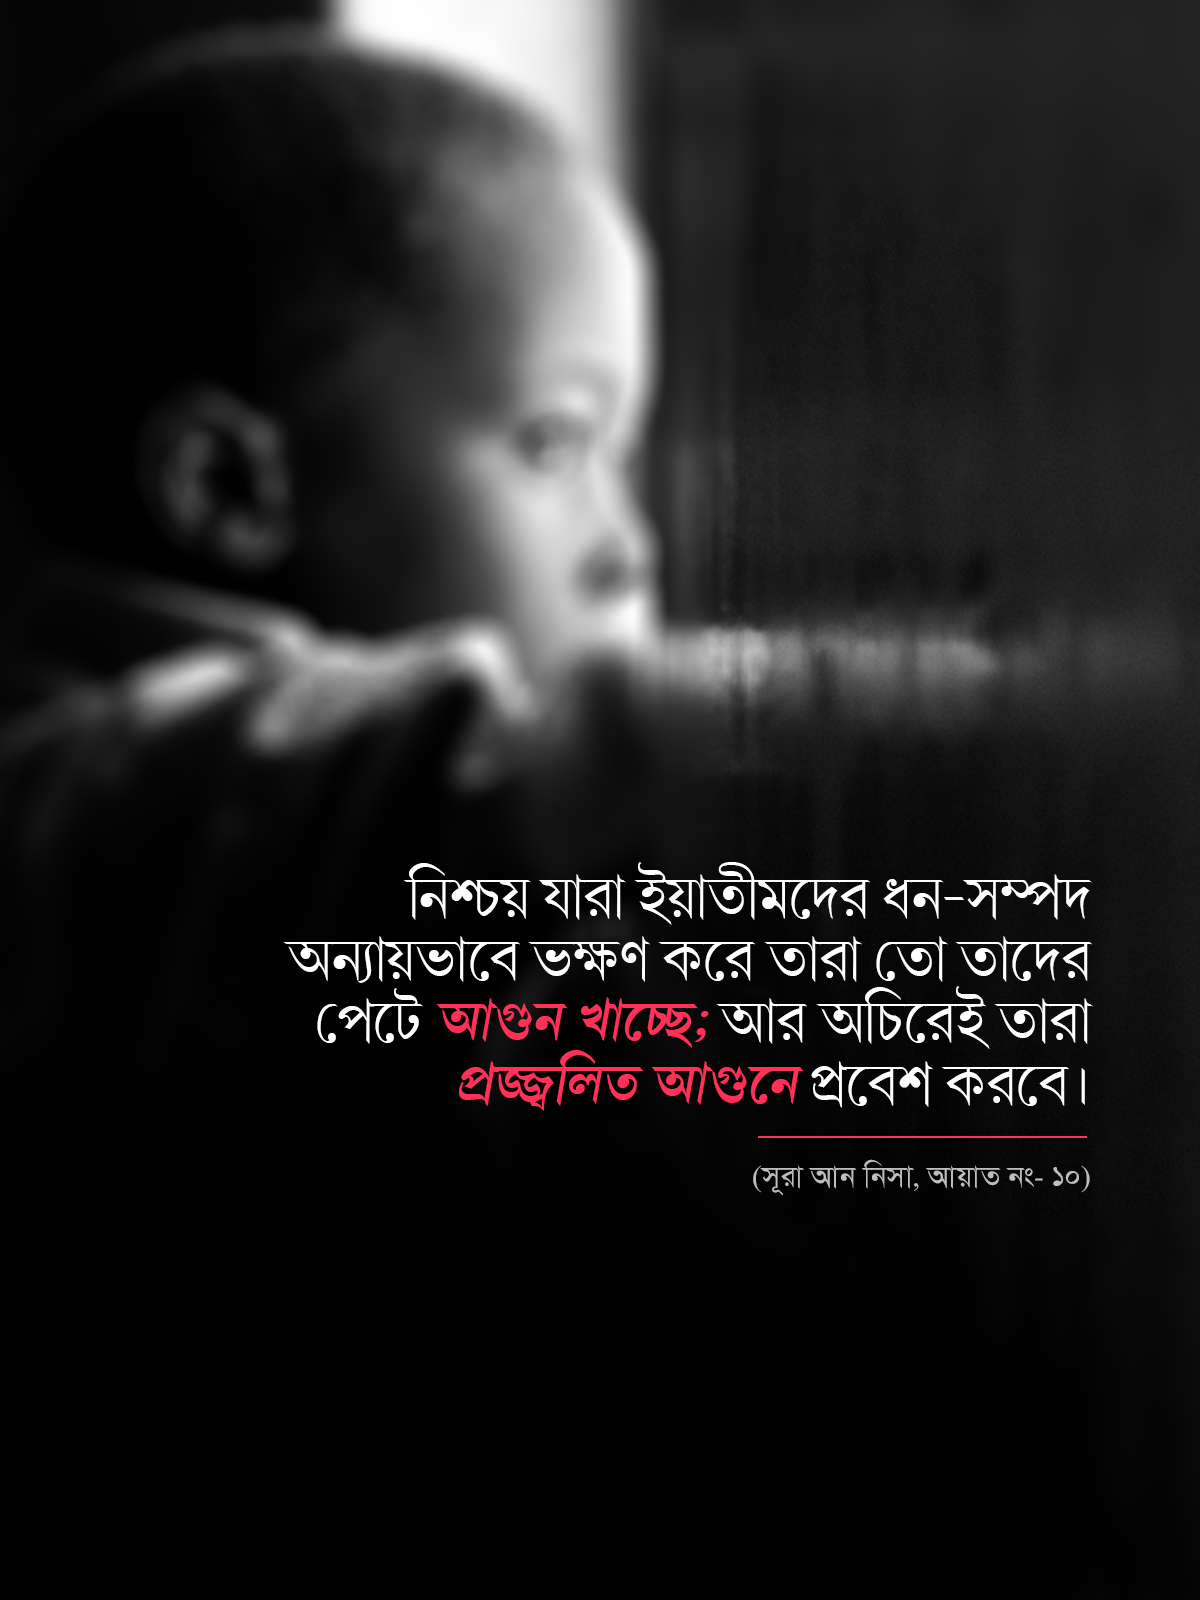 নিশ্চয় যারা ইয়াতীমদের ধন-সম্পদ
অন্যায়ভাবে ভক্ষণ করে তারা তো তাদের
পেটে আগুন খাচ্ছে; আর অচিরেই তারা
প্রজ্জ্বলিত আগুনে প্রবেশ করবে।
(সূরা আন নিসা, আয়াত নং- ১০)